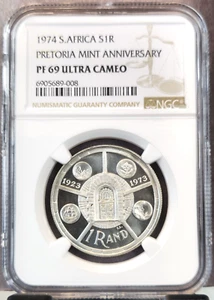 1974 S.AFRICA S1R
PRETORIA MINT ANNIVERSARY
PF 69 ULTRA CAMEO
6905689-008
NUMISMATIC GUARANTY COMPANY
NGC
1923 1973
1 RAND